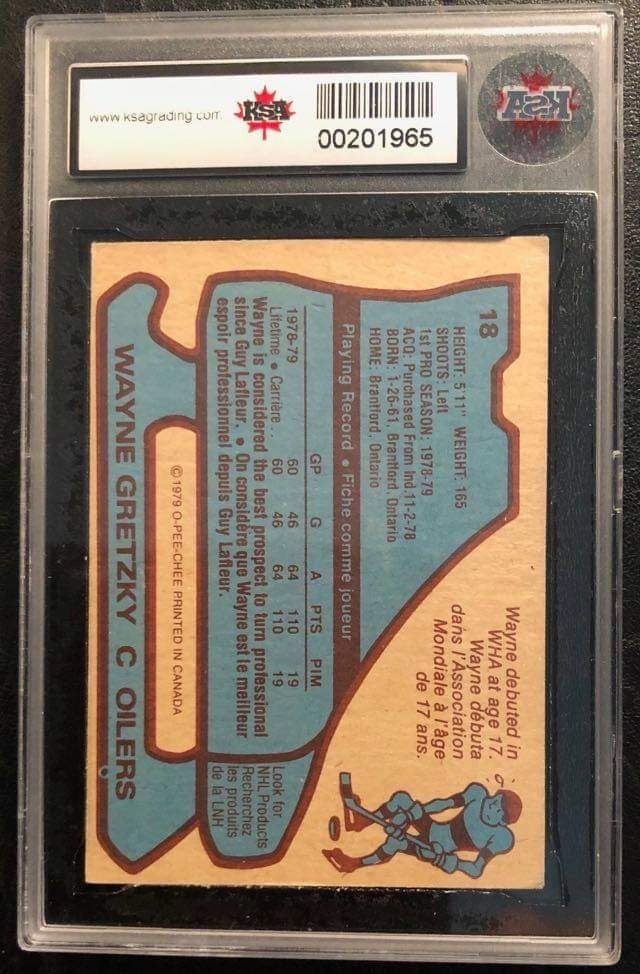 www.ksagrading.com
KSA
00201965
KSA
18
HEIGHT: 5'11" WEIGHT: 165
SHOOTS: Left
1st PRO SEASON: 1978-79
ACQ: Purchased From Ind.11-2-78
BORN: 1-26-61, Brantford, Ontario
HOME: Brantford, Ontario
Wayne debuted in
WHA at age 17.
Wayne débuta
dans l'Association
Mondiale à l'âge
de 17 ans.
Playing Record • Fiche comme joueur
GP G A PTS PIM
1978-79 60 46 64 110 19
Lifetime • Carrière.. 60 46 64 110 19
Wayne is considered the best prospect to turn professional
since Guy Lafleur. • On considère que Wayne est le meilleur
espoir professionnel depuis Guy Lafleur.
Look for
NHL Products
Recherchez
les produits
de la LNH
© 1979 O-PEE-CHEE PRINTED IN CANADA
WAYNE GRETZKY C OILERS